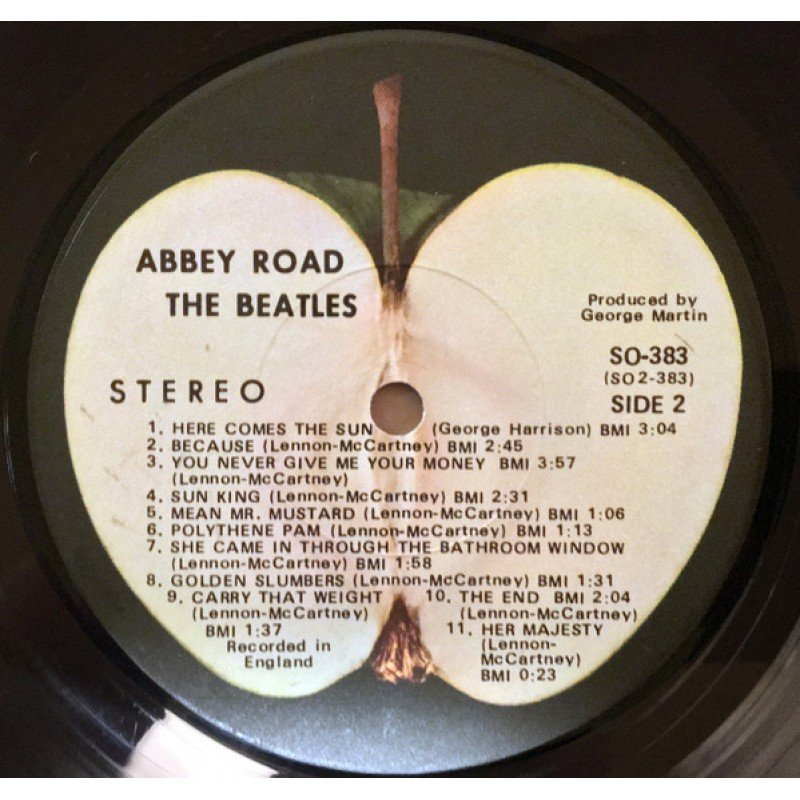 ABBEY ROAD
THE BEATLES
Produced by
George Martin
SO-383
(SO2-383)
STEREO
SIDE 2
1. HERE COMES THE SUN (George Harrison) BMI 3:04
2. BECAUSE (Lennon-McCartney) BMI 2:45
3. YOU NEVER GIVE ME YOUR MONEY BMI 3:57
(Lennon-McCartney)
4. SUN KING (Lennon-McCartney) BMI 2:31
5. MEAN MR. MUSTARD (Lennon-McCartney) BMI 1:06
6. POLYTHENE PAM (Lennon-McCartney) BMI 1:13
7. SHE CAME IN THROUGH THE BATHROOM WINDOW
(Lennon-McCartney) BMI 1:58
8. GOLDEN SLUMBERS (Lennon-McCartney) BMI 1:31
9. CARRY THAT WEIGHT
(Lennon-McCartney)
BMI 1:37
10. THE END BMI 2:04
(Lennon-McCartney)
11. HER MAJESTY
(Lennon-
McCartney)
BMI 0:23
Recorded in
England